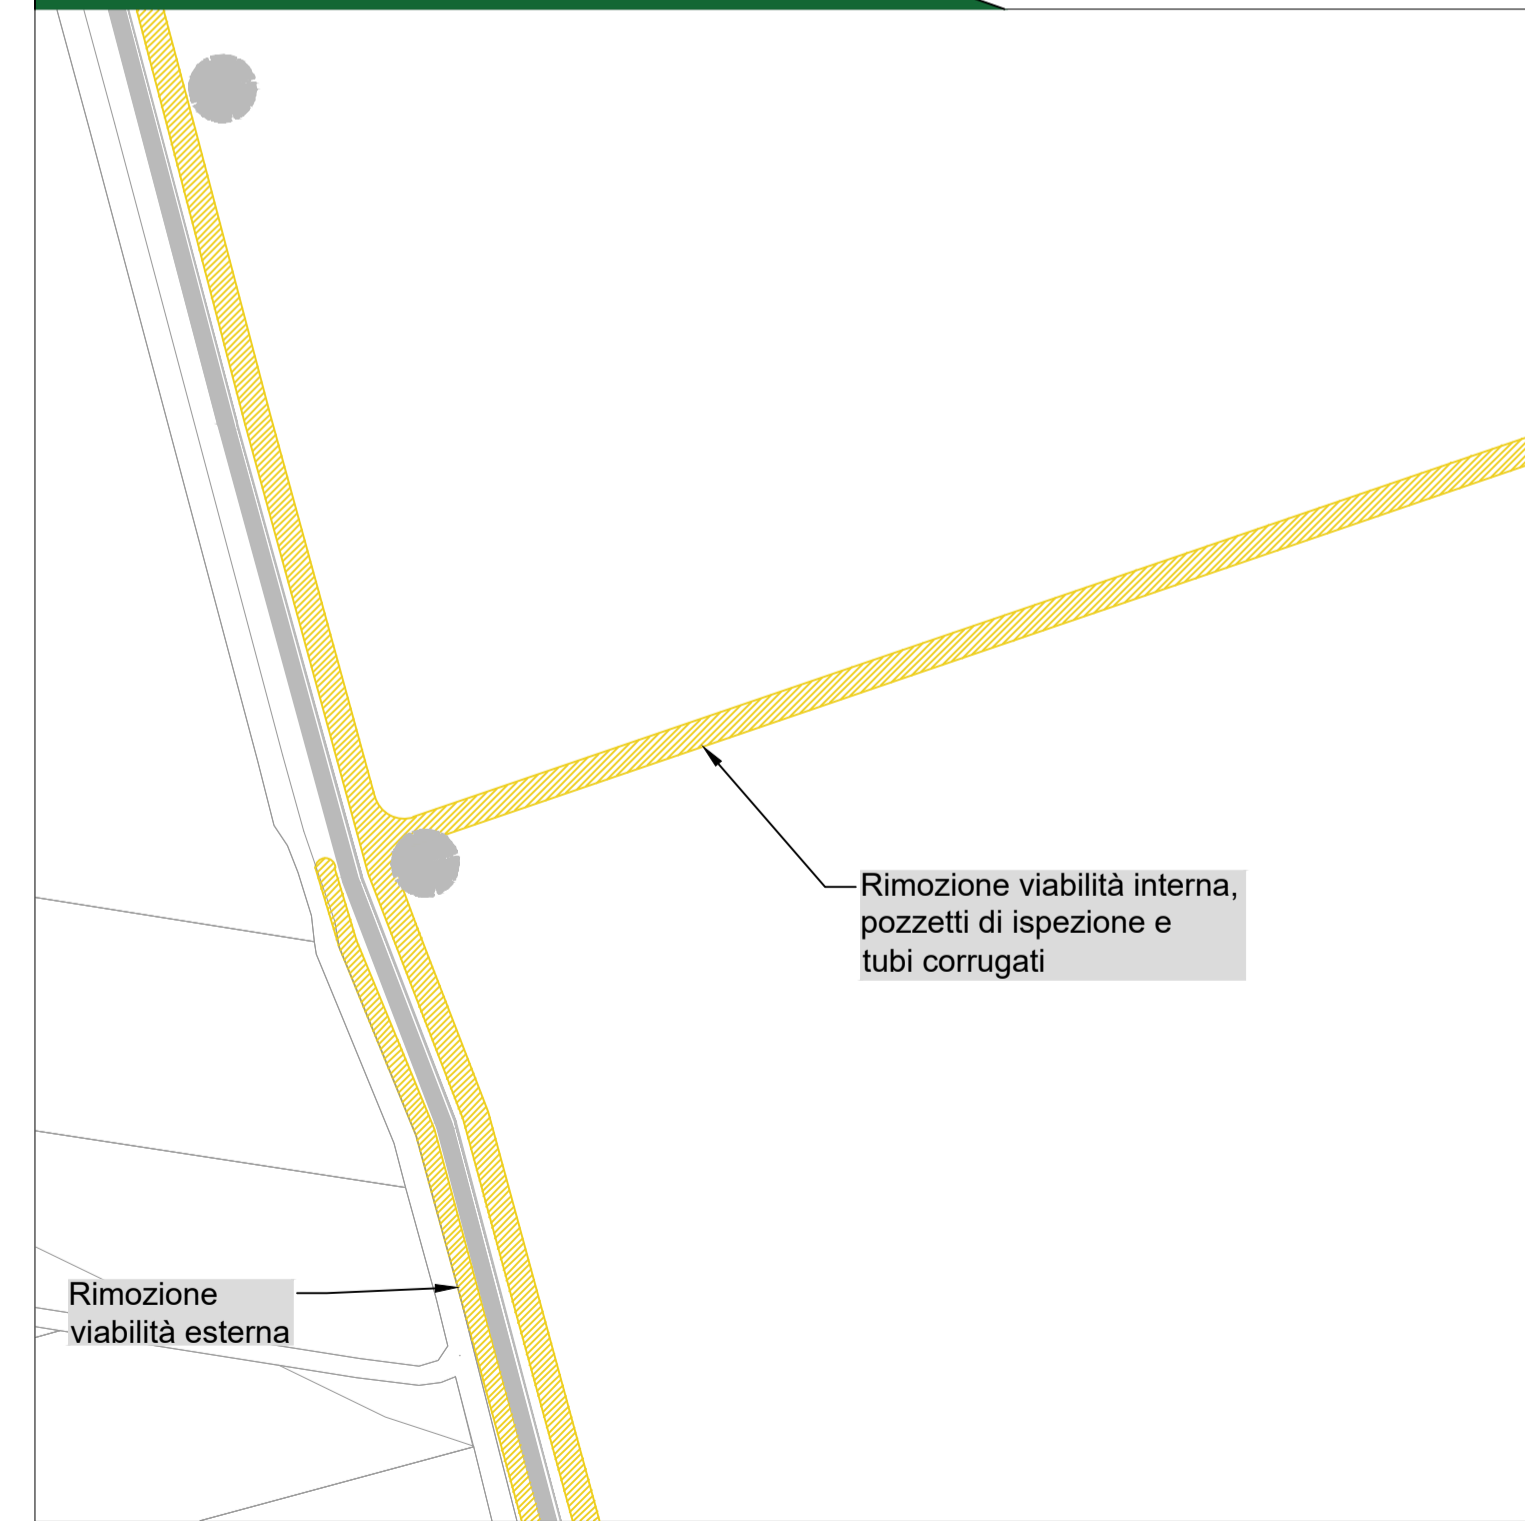 Rimozione viabilità interna,
pozzetti di ispezione e
tubi corrugati
Rimozione
viabilità esterna